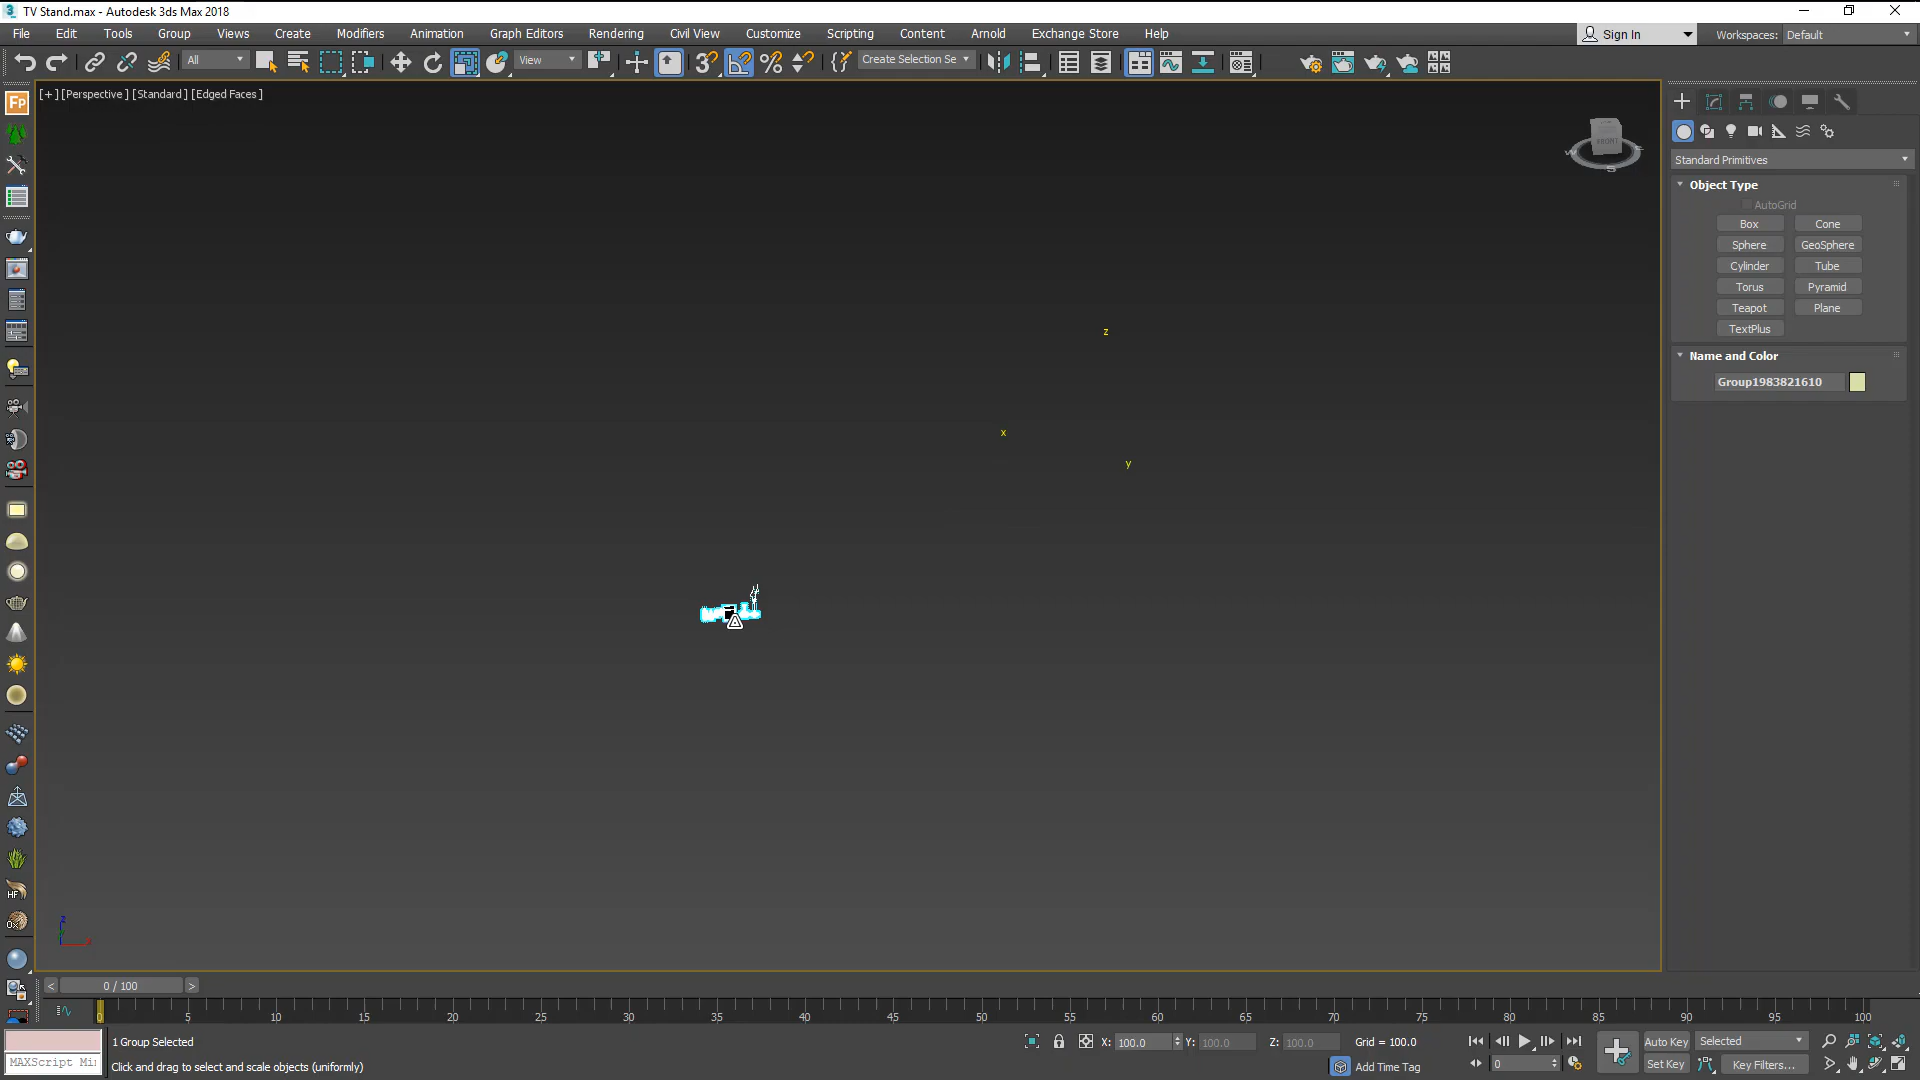 TV Stand.max - Autodesk 3ds Max 2018
File Edit Tools Group Views Create Modifiers Animation Graph Editors Rendering Civil View Customize Scripting Content Arnold Exchange Store Help
Sign In
Workspaces: Default
All
View
Create Selection Se
[+] [Perspective] [Standard] [Edged Faces]
FRONT
W
S
Standard Primitives
Object Type
AutoGrid
Box Cone
Sphere GeoSphere
Cylinder Tube
Torus Pyramid
Teapot Plane
TextPlus
Name and Color
Group1983821610
z
x
y
z
0 / 100
0 5 10 15 20 25 30 35 40 45 50 55 60 65 70 75 80 85 90 95 100
1 Group Selected
X: 100.0 Y: 100.0 Z: 100.0 Grid = 100.0
Auto Key Selected
MAXScript Mi
Click and drag to select and scale objects (uniformly)
Add Time Tag
0
Set Key Key Filters...